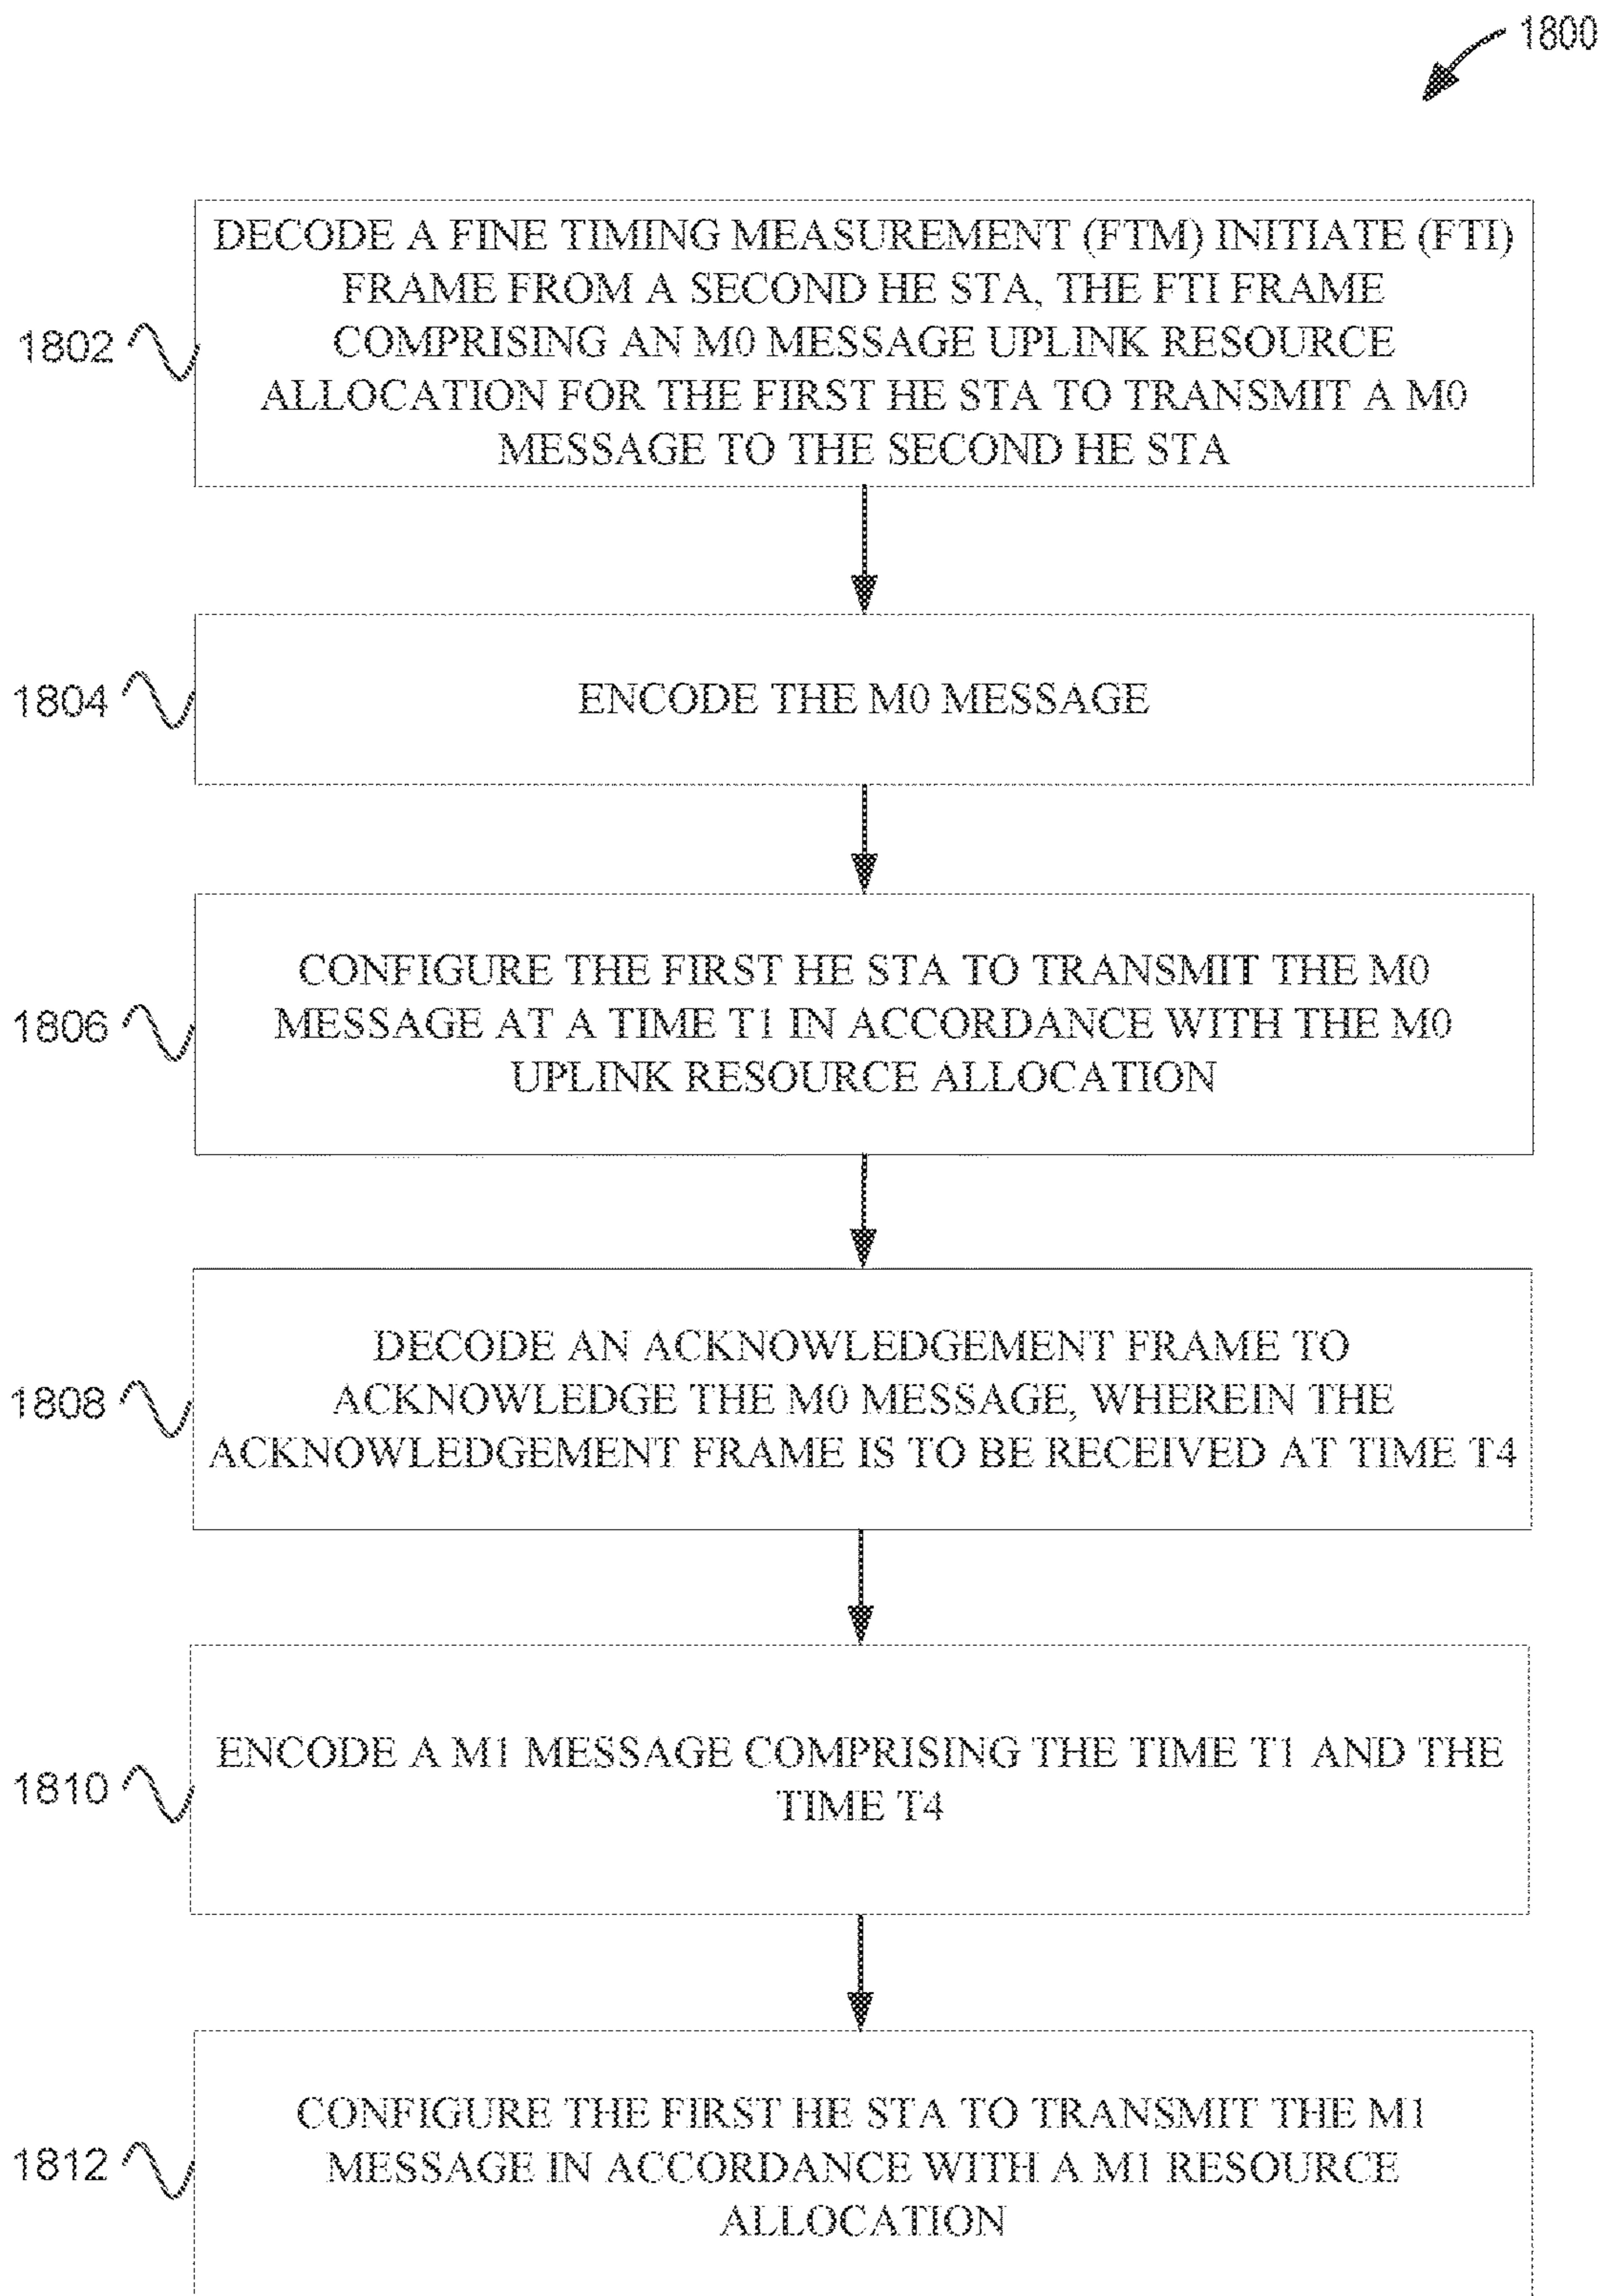 1800
DECODE A FINE TIMING MEASUREMENT (FTM) INITIATE (FTI)
FRAME FROM A SECOND HE STA, THE FTI FRAME
COMPRISING AN M0 MESSAGE UPLINK RESOURCE
ALLOCATION FOR THE FIRST HE STA TO TRANSMIT A M0
MESSAGE TO THE SECOND HE STA
1802
ENCODE THE M0 MESSAGE
1804
CONFIGURE THE FIRST HE STA TO TRANSMIT THE M0
MESSAGE AT A TIME T1 IN ACCORDANCE WITH THE M0
UPLINK RESOURCE ALLOCATION
1806
DECODE AN ACKNOWLEDGEMENT FRAME TO
ACKNOWLEDGE THE M0 MESSAGE, WHEREIN THE
ACKNOWLEDGEMENT FRAME IS TO BE RECEIVED AT TIME T4
1808
ENCODE A M1 MESSAGE COMPRISING THE TIME T1 AND THE
TIME T4
1810
CONFIGURE THE FIRST HE STA TO TRANSMIT THE M1
MESSAGE IN ACCORDANCE WITH A M1 RESOURCE
ALLOCATION
1812